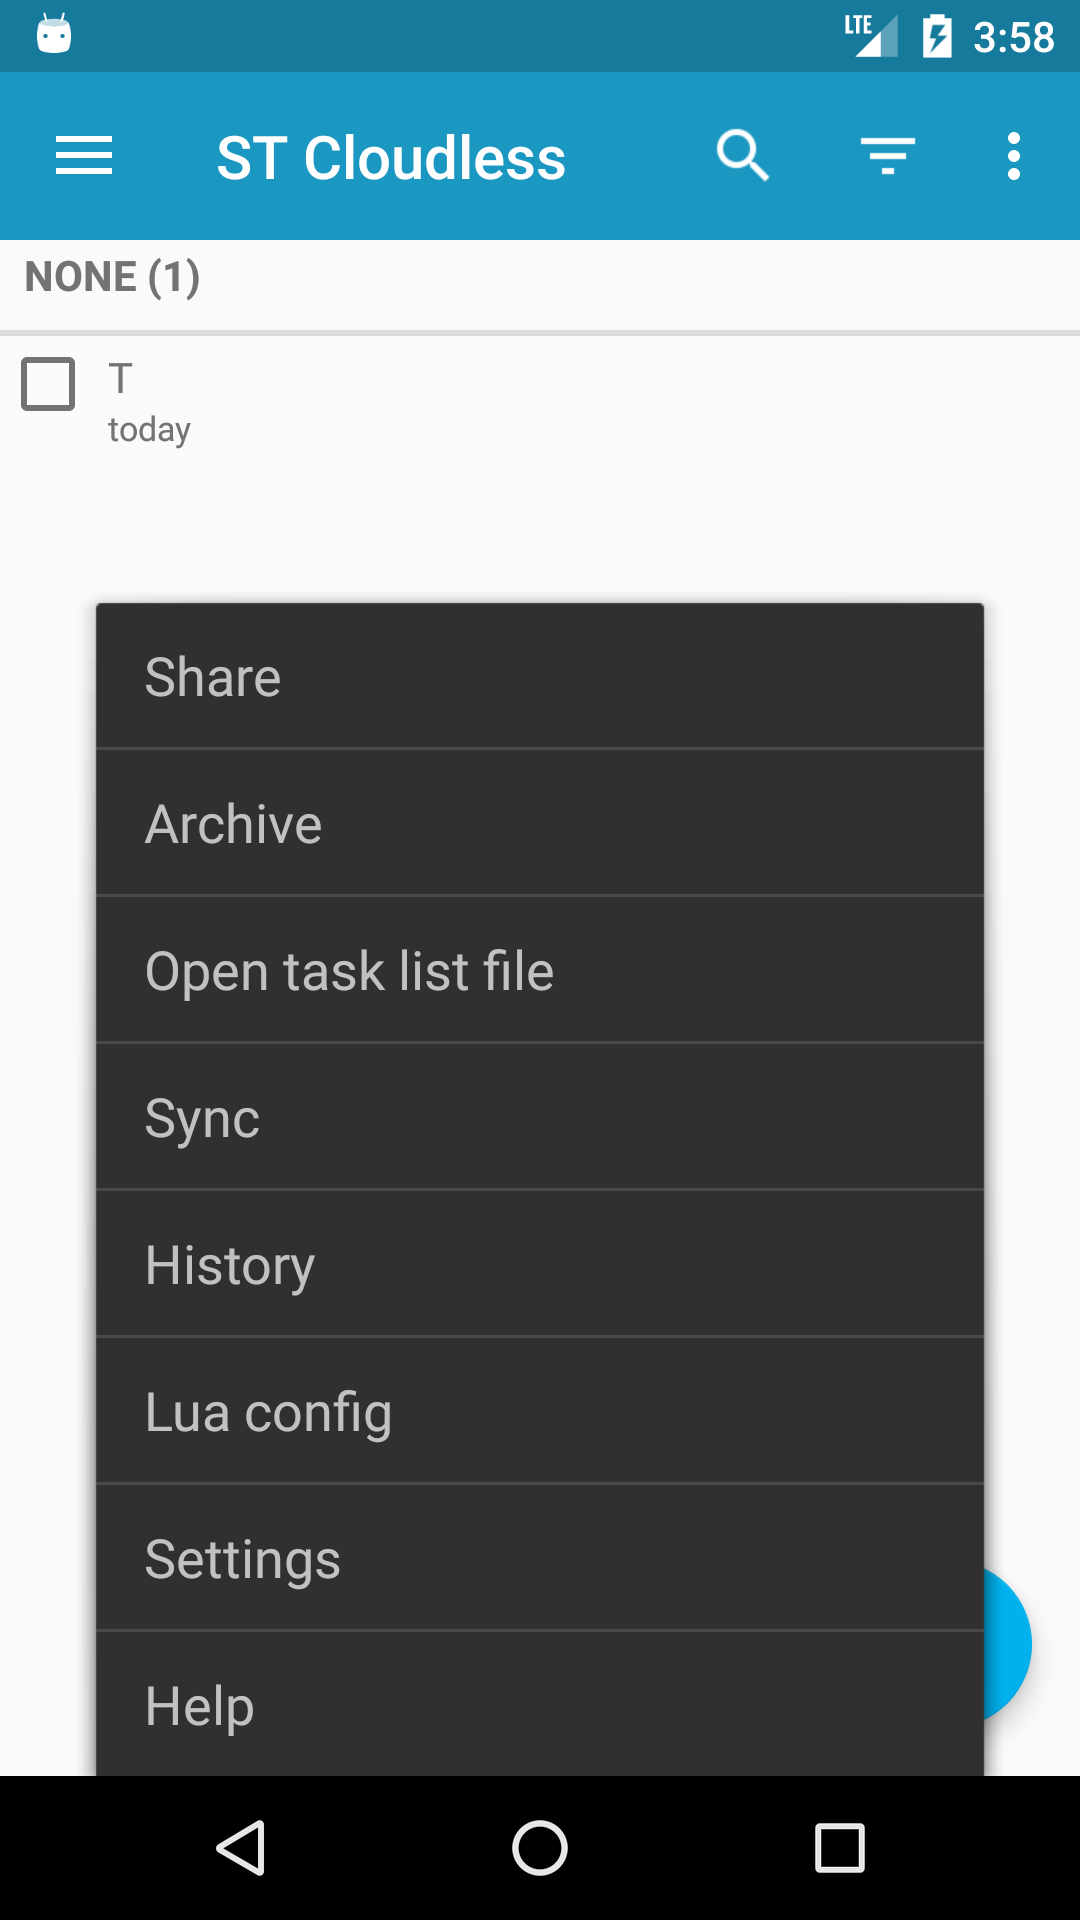 LTE 3:58
ST Cloudless
NONE (1)
T
today
Share
Archive
Open task list file
Sync
History
Lua config
Settings
Help